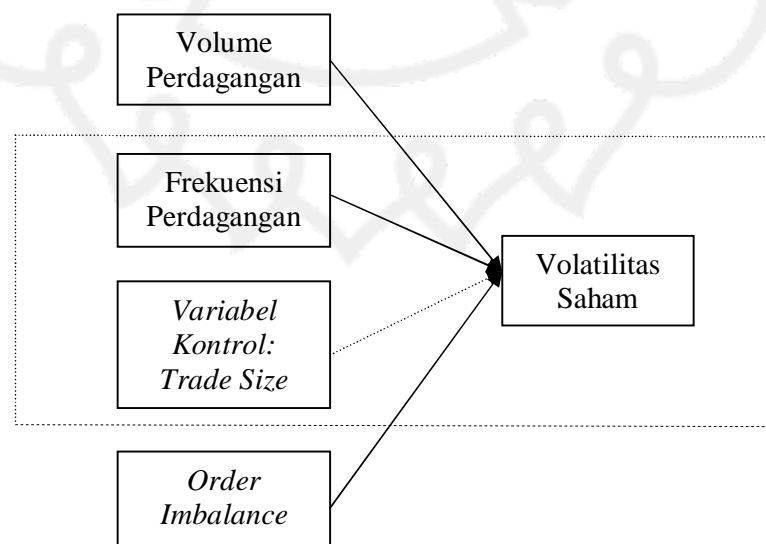 Volume
Perdagangan
Frekuensi
Perdagangan
Volatilitas
Saham
Variabel
Kontrol:
Trade Size
Order
Imbalance